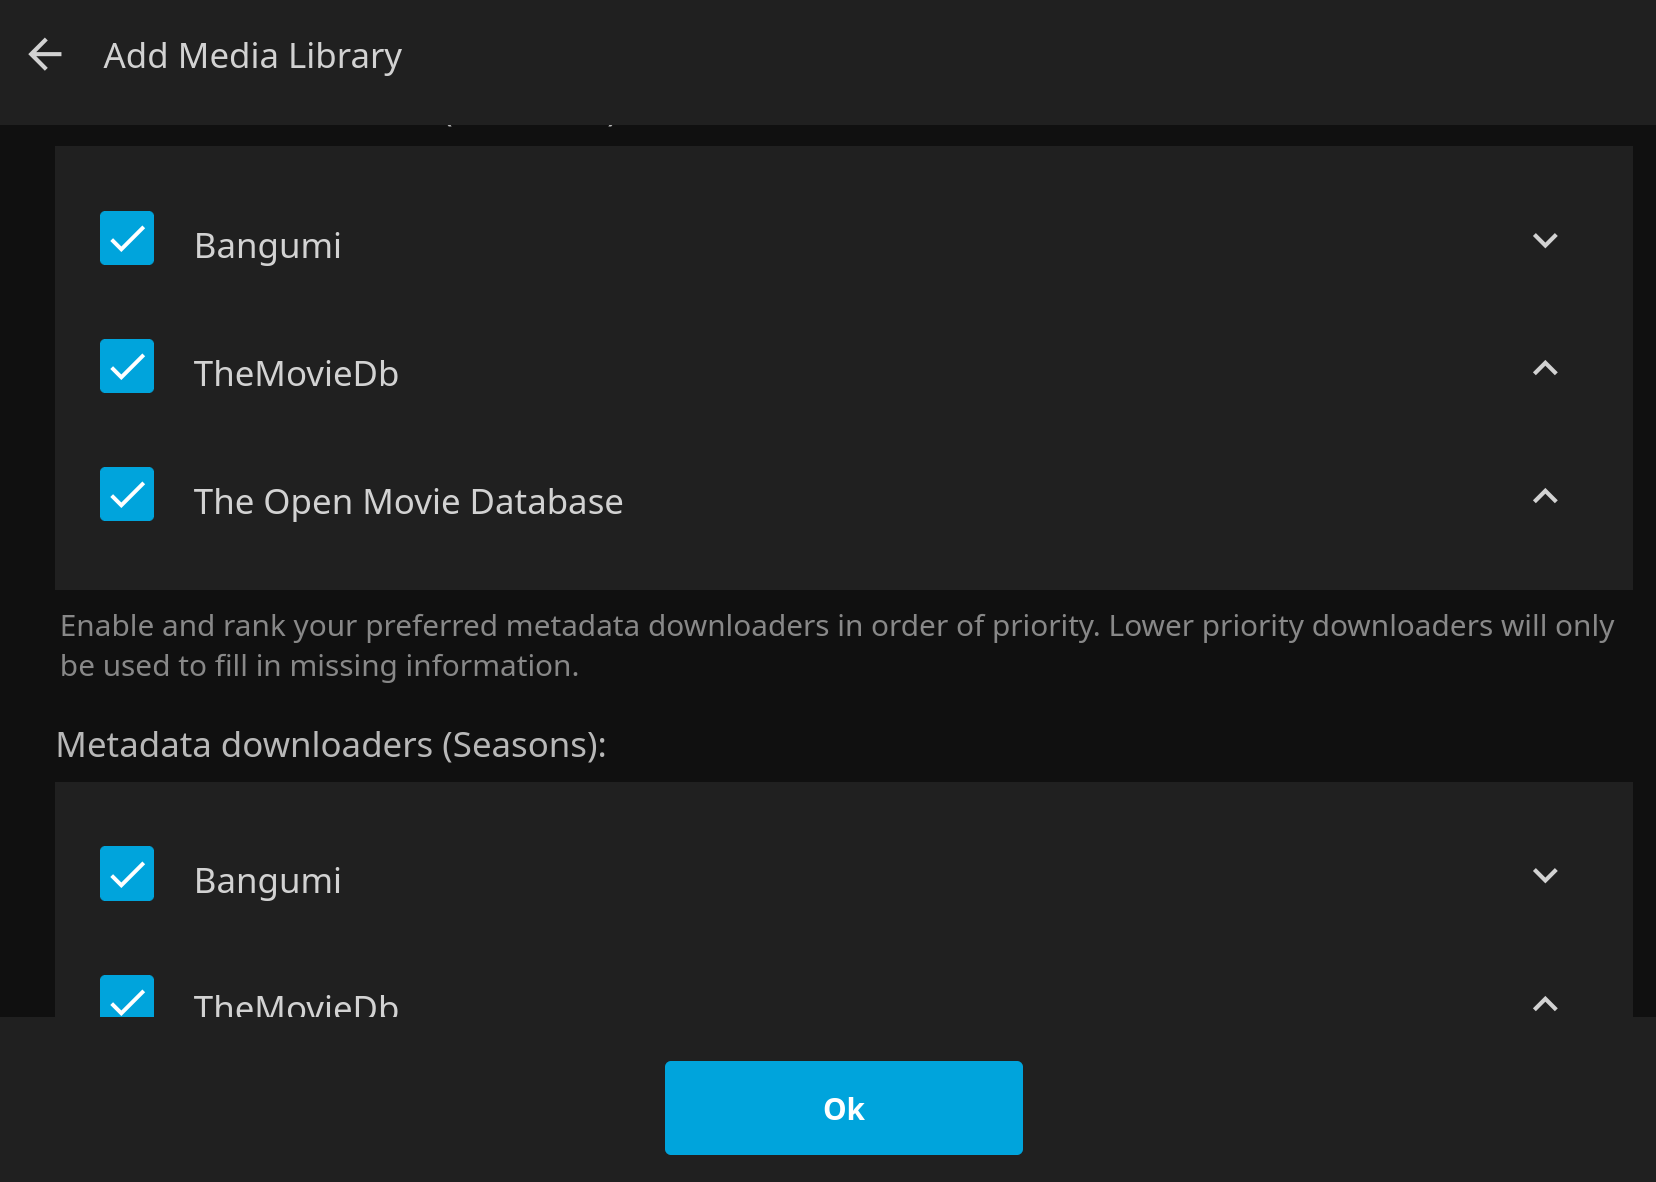 Add Media Library
Bangumi
TheMovieDb
The Open Movie Database
Enable and rank your preferred metadata downloaders in order of priority. Lower priority downloaders will only
be used to fill in missing information.
Metadata downloaders (Seasons):
Bangumi
TheMovieDb
Ok